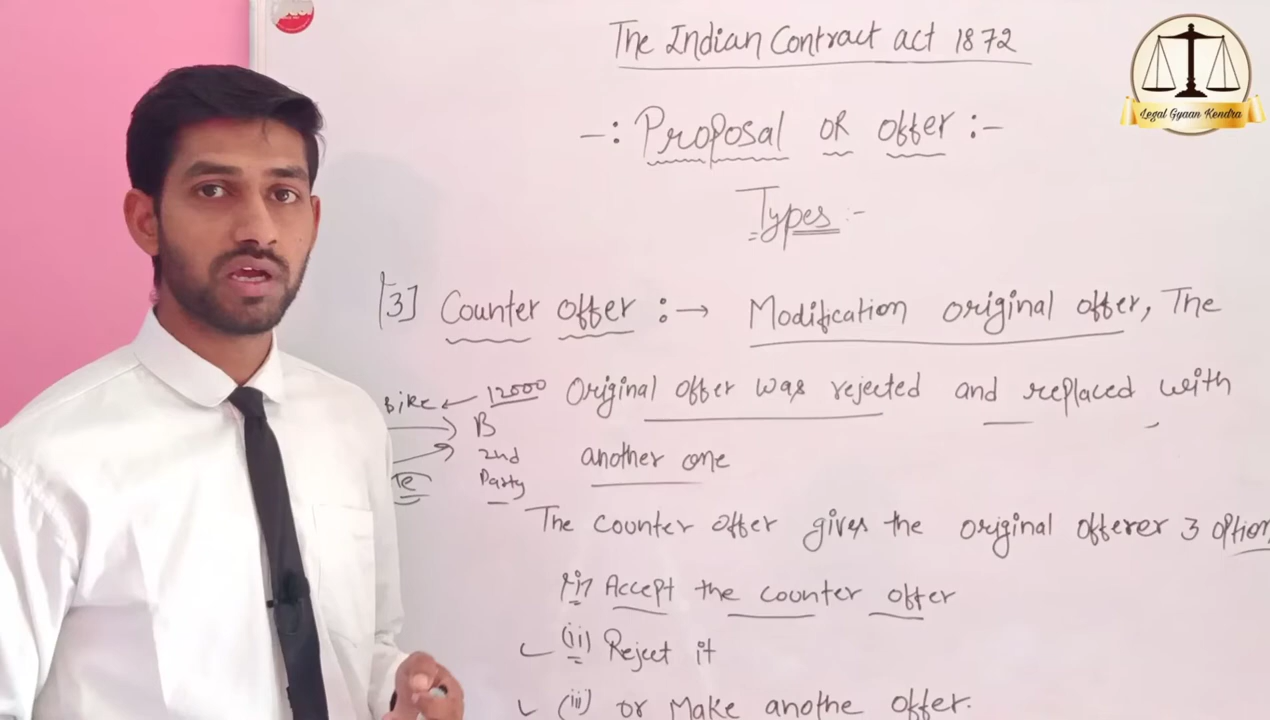 The Indian Contract act 1872
Legal Gyaan Kendra
-: Proposal or offer :-
Types :-
[3] Counter offer :→ Modification original offer, The
Bike ← 12000 Original offer was rejected and replaced with
B
2nd another one
Party
The counter offer gives the original offerer 3 option
(i) Accept the counter offer
(ii) Reject it
(iii) or Make anothe offer.